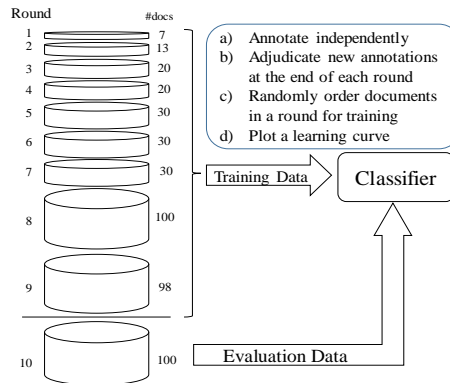 Round #docs
1 7
2 13
3 20
4 20
5 30
6 30
7 30
8 100
9 98
10 100
a) Annotate independently
b) Adjudicate new annotations
at the end of each round
c) Randomly order documents
in a round for training
d) Plot a learning curve
Training Data
Classifier
Evaluation Data